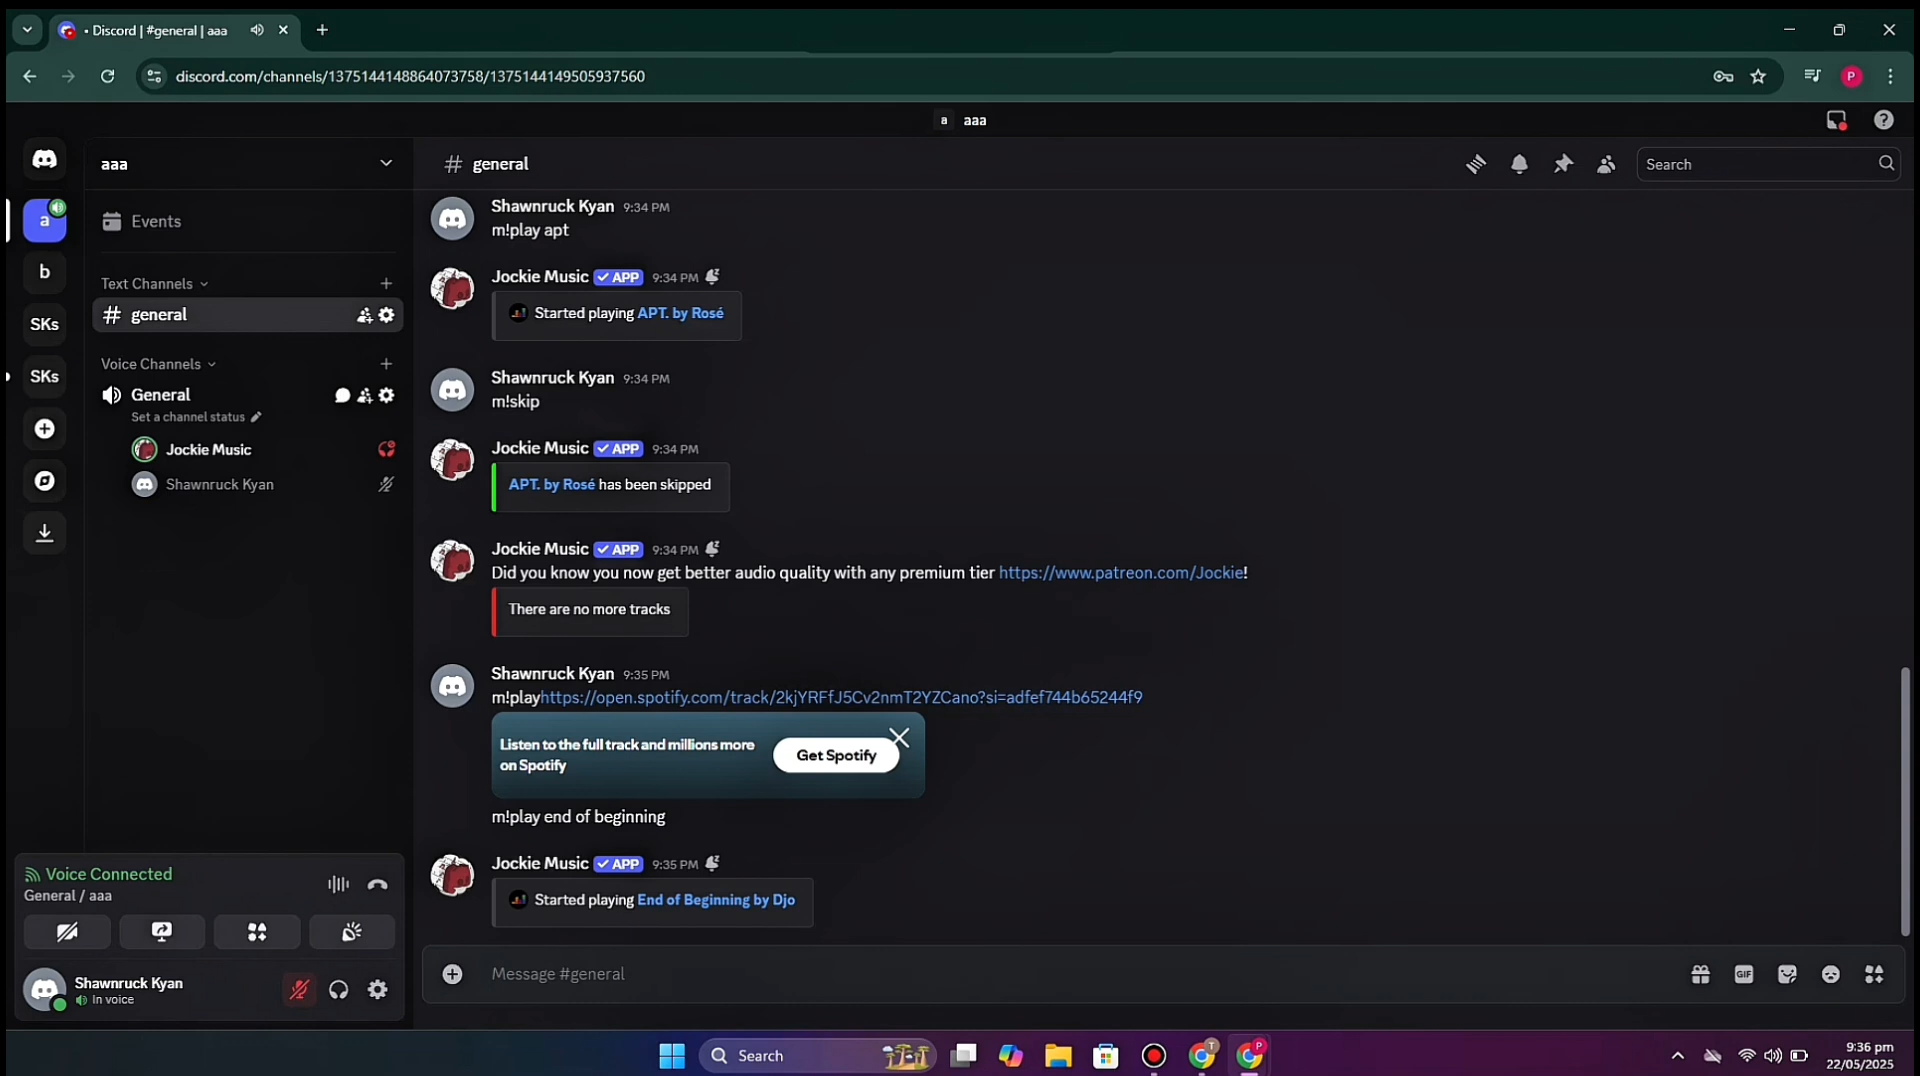 • Discord | #general | aaa
discord.com/channels/1375144148864073758/1375144149505937560
P
a aaa
aaa
# general
Search
a
Events
b
Text Channels
SKs
general
SKs
Voice Channels
General
Set a channel status
Jockie Music
Shawnruck Kyan
Shawnruck Kyan 9:34 PM
m!play apt
Jockie Music APP 9:34 PM
Started playing APT. by Rosé
Shawnruck Kyan 9:34 PM
m!skip
Jockie Music APP 9:34 PM
APT. by Rosé has been skipped
Jockie Music APP 9:34 PM
Did you know you now get better audio quality with any premium tier https://www.patreon.com/Jockie!
There are no more tracks
Shawnruck Kyan 9:35 PM
m!playhttps://open.spotify.com/track/2kjYRFfJ5Cv2nmT2YZCano?si=adfef744b65244f9
Listen to the full track and millions more
on Spotify
Get Spotify
m!play end of beginning
Jockie Music APP 9:35 PM
Started playing End of Beginning by Djo
Voice Connected
General / aaa
Shawnruck Kyan
In voice
Message #general
GIF
Search
T
P
9:36 pm
22/05/2025